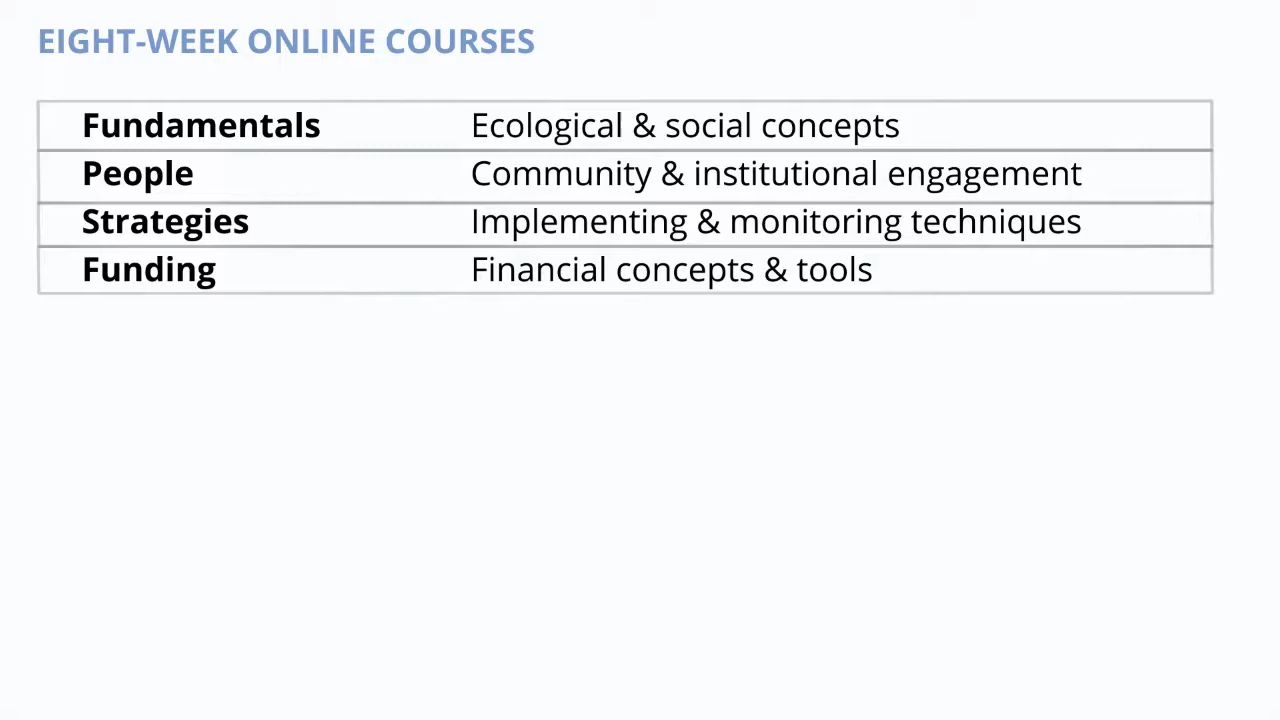 EIGHT-WEEK ONLINE COURSES
Fundamentals Ecological & social concepts
People Community & institutional engagement
Strategies Implementing & monitoring techniques
Funding Financial concepts & tools